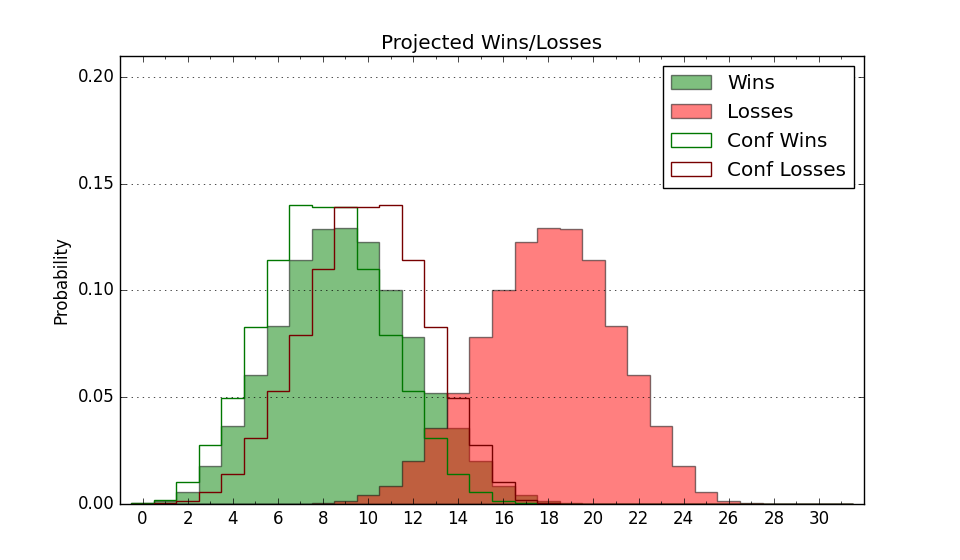 Projected Wins/Losses
0.20
0.15
0.10
0.05
0.00
Probability
Wins
Losses
Conf Wins
Conf Losses
0 2 4 6 8 10 12 14 16 18 20 22 24 26 28 30